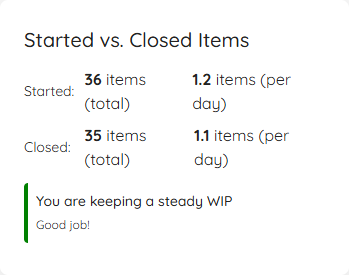 Started vs. Closed Items
Started: 36 items (total) 1.2 items (per day)
Closed: 35 items (total) 1.1 items (per day)
You are keeping a steady WIP
Good job!